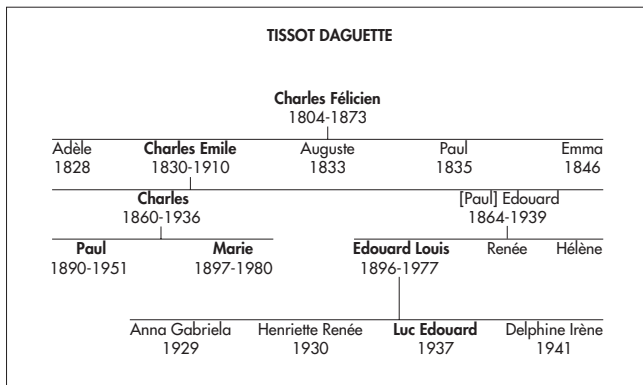 TISSOT DAGUETTE
Charles Félicien
1804-1873
Adèle Charles Emile Auguste Paul Emma
1828 1830-1910 1833 1835 1846
Charles [Paul] Edouard
1860-1936 1864-1939
Paul Marie Edouard Louis Renée Hélène
1890-1951 1897-1980 1896-1977
Anna Gabriela Henriette Renée Luc Edouard Delphine Irène
1929 1930 1937 1941